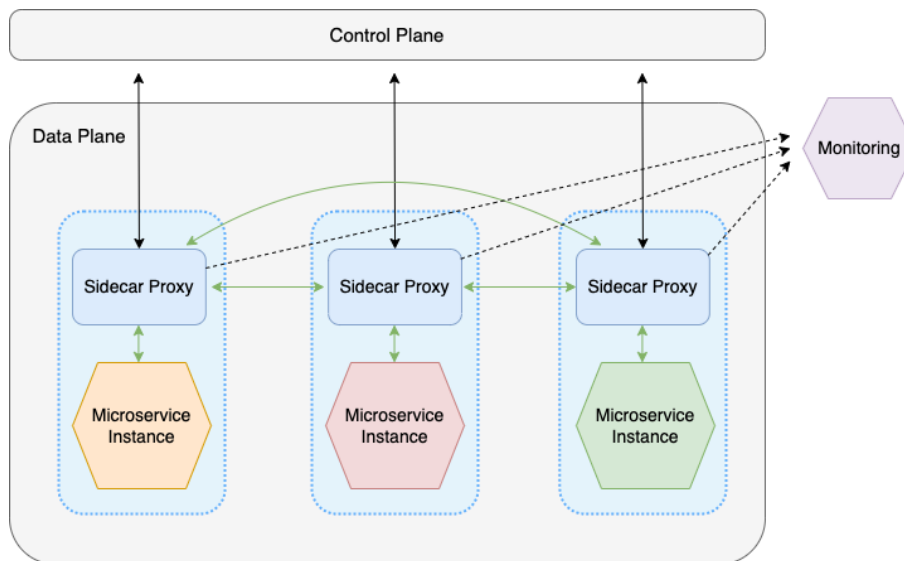 Control Plane
Data Plane
Monitoring
Sidecar Proxy
Sidecar Proxy
Sidecar Proxy
Microservice
Instance
Microservice
Instance
Microservice
Instance